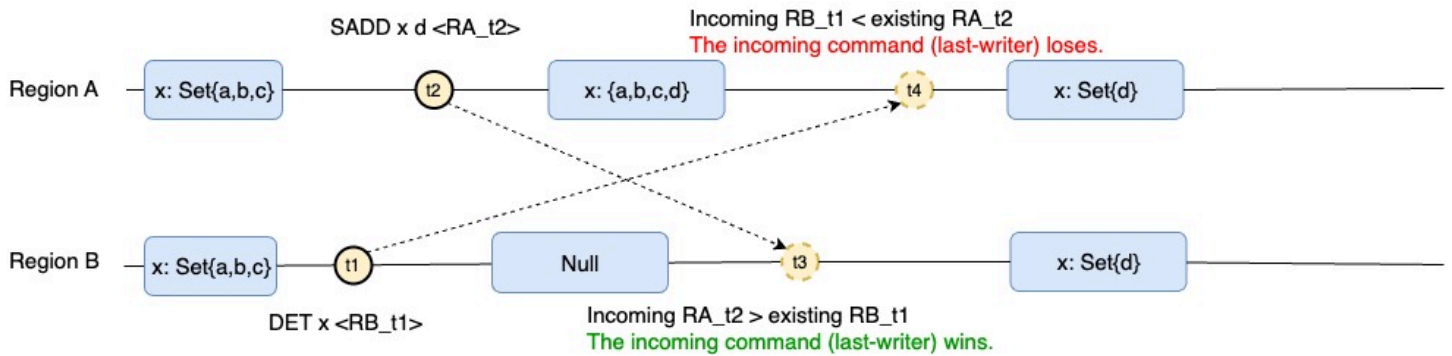 SADD x d <RA_t2>
Incoming RB_t1 < existing RA_t2
The incoming command (last-writer) loses.
Region A
x: Set{a,b,c}
t2
x: {a,b,c,d}
t4
x: Set{d}
Region B
x: Set{a,b,c}
t1
Null
t3
x: Set{d}
DET x <RB_t1>
Incoming RA_t2 > existing RB_t1
The incoming command (last-writer) wins.